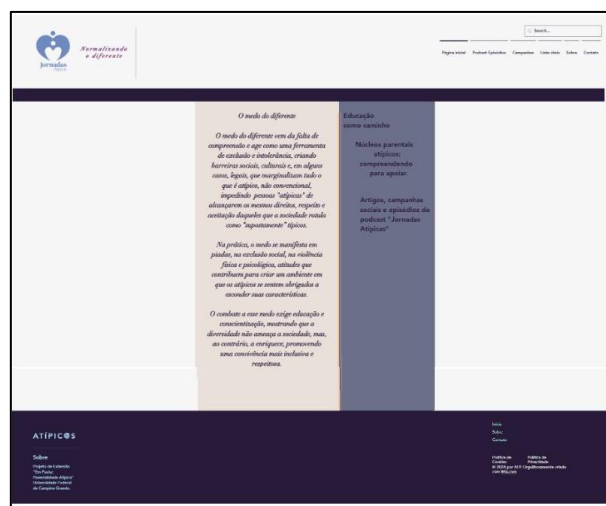 Jornadas
Normalizando
o diferente
Search...
Página inicial
Podcast Episódios
Campanhas
Links úteis
Sobre
Contato
O medo do diferente
O medo do diferente vem da falta de
compreensão e age como uma ferramenta
de exclusão e intolerância, criando
barreiras sociais, culturais e, em alguns
casos, legais, que marginalizam tudo o
que é atípico, não convencional,
impedindo pessoas "atípicas" de
alcançarem os mesmos direitos, respeito e
aceitação daqueles que a sociedade rotula
como "supostamente" típicos.
Na prática, o medo se manifesta em
piadas, na exclusão social, na violência
física e psicológica, atitudes que
contribuem para criar um ambiente em
que os atípicos se sentem obrigados a
esconder suas características.
O combate a esse medo exige educação e
conscientização, mostrando que a
diversidade não ameaça a sociedade, mas,
ao contrário, a enriquece, promovendo
uma convivência mais inclusiva e
respeitosa.
Educação
como caminho
Núcleos parentais
atípicos:
compreendendo
para apoiar
Artigos, campanhas
sociais e episódios do
podcast "Jornadas
Atípicas"
ATÍPICOS
Sobre
Projeto de Extensão
"Em Pauta:
Parentalidade Atípica"
Universidade Federal
de Campina Grande
Início
Sobre
Contato
Política de
Cookies
Política de
Privacidade